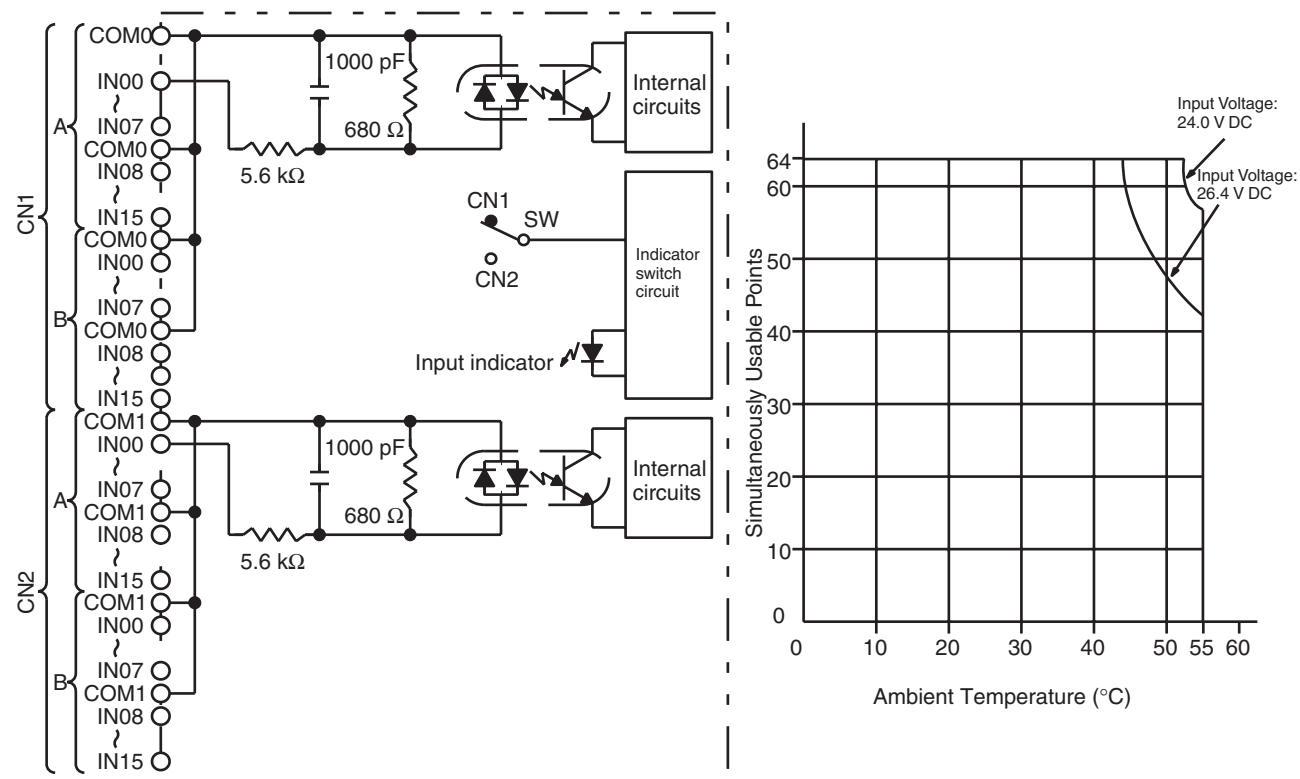 CN1
A
COM0
IN00
IN07
COM0
IN08
IN15
B
COM0
IN00
IN07
COM0
IN08
IN15
CN2
A
COM1
IN00
IN07
COM1
IN08
IN15
B
COM1
IN00
IN07
COM1
IN08
IN15
1000 pF
680 Ω
5.6 kΩ
Internal
circuits
CN1
SW
CN2
Indicator
switch
circuit
Input indicator
1000 pF
680 Ω
5.6 kΩ
Internal
circuits
Input Voltage:
24.0 V DC
Input Voltage:
26.4 V DC
Simultaneously Usable Points
64
60
50
40
30
20
10
0
0 10 20 30 40 50 55 60
Ambient Temperature (°C)